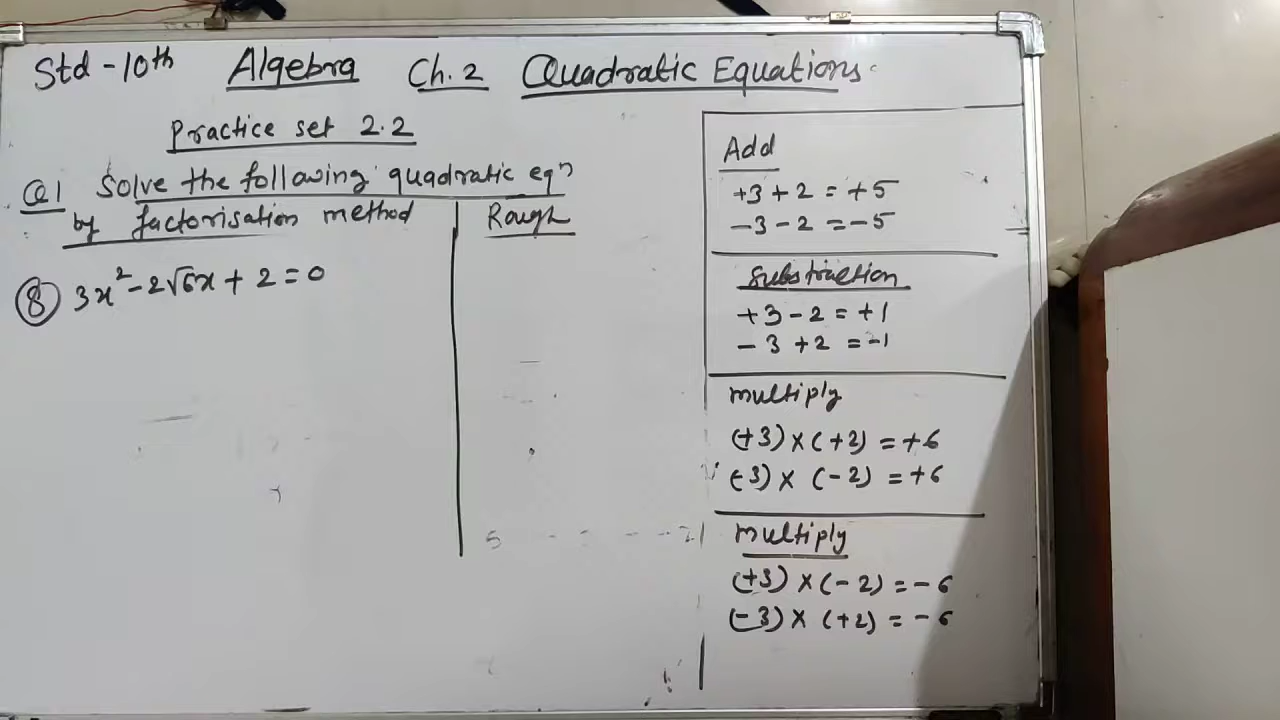 Std - 10th Algebra Ch. 2 Quadratic Equations.
Practice set 2.2
Q1 Solve the following quadratic eqn
by factorisation method
⑧ 3x² - 2√6x + 2 = 0
Rough
Add
+3 + 2 = +5
-3 - 2 = -5
Substraction
+3 - 2 = +1
-3 + 2 = -1
multiply
(+3) × (+2) = +6
(-3) × (-2) = +6
multiply
(+3) × (-2) = -6
(-3) × (+2) = -6